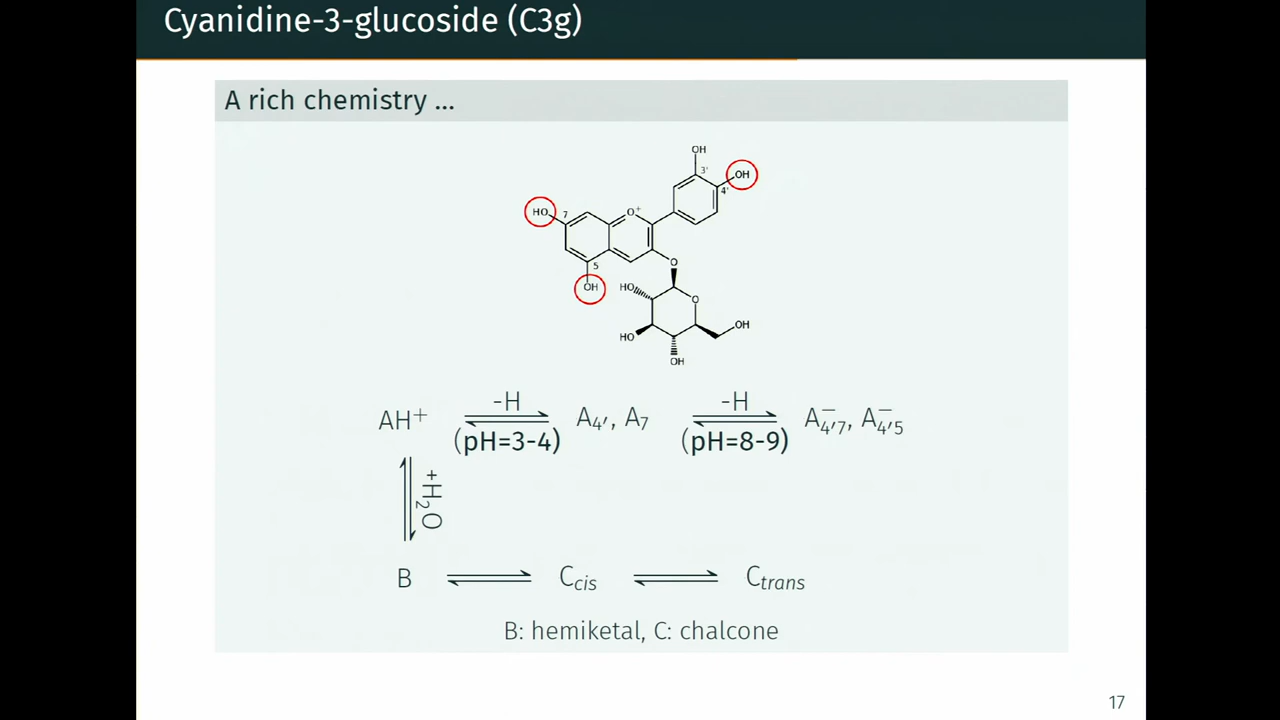 Cyanidine-3-glucoside (C3g)
A rich chemistry ...
OH
3'
OH
4'
HO
7
O+
5
OH
O
HO
O
HO
OH
OH
AH+ -H (pH=3-4) A4′, A7 -H (pH=8-9) A−4′7, A−4′5
+H2O
B Ccis Ctrans
B: hemiketal, C: chalcone
17